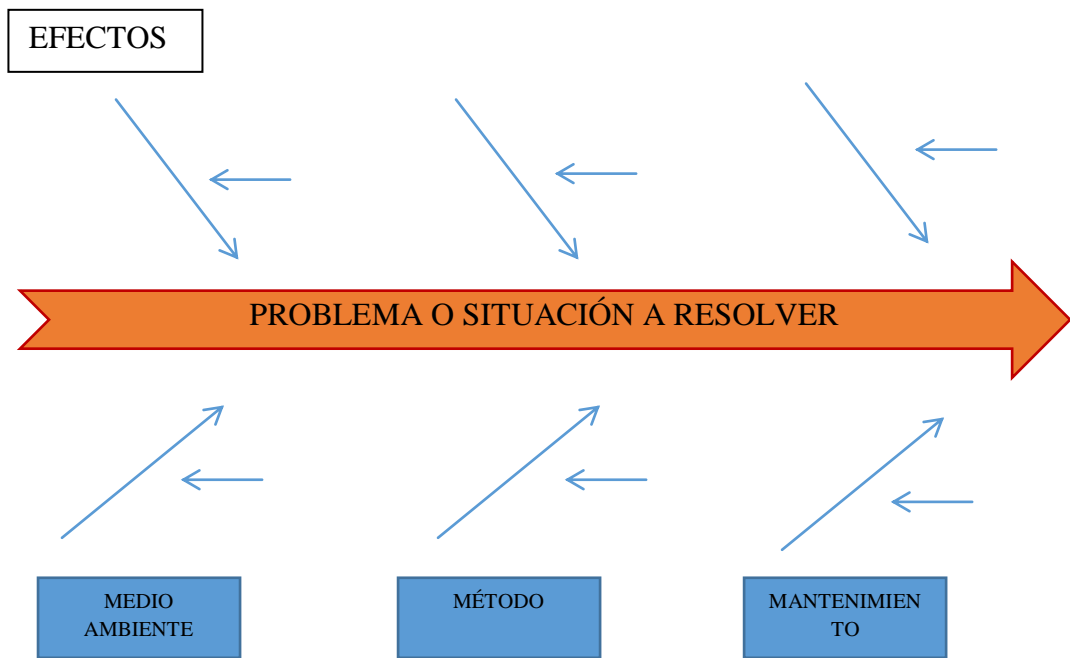 EFECTOS
PROBLEMA O SITUACIÓN A RESOLVER
MEDIO
AMBIENTE
MÉTODO
MANTENIMIEN
TO